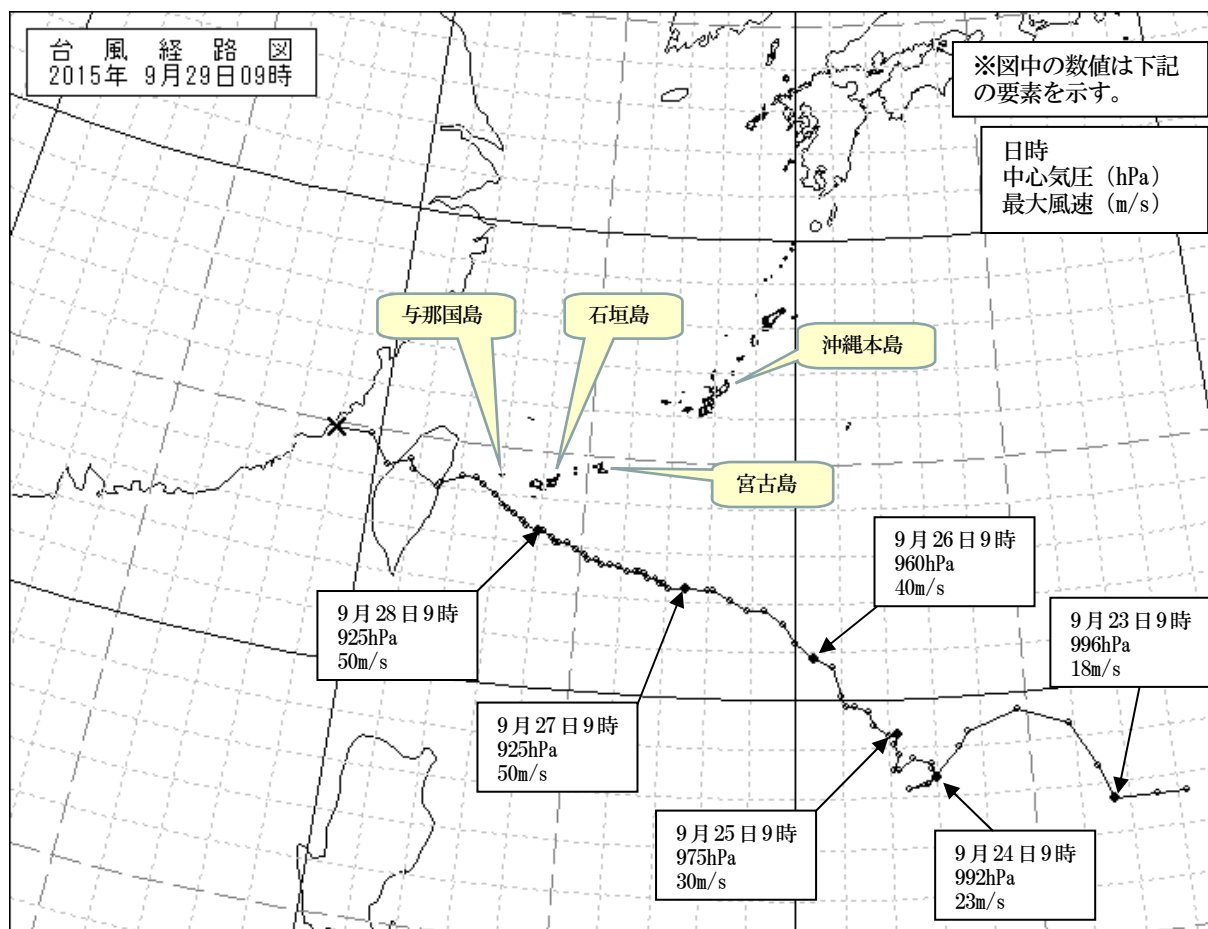 台風経路図
2015年 9月29日09時
※図中の数値は下記
の要素を示す。
日時
中心気圧（hPa）
最大風速（m/s）
与那国島
石垣島
沖縄本島
宮古島
9月26日9時
960hPa
40m/s
9月28日9時
925hPa
50m/s
9月23日9時
996hPa
18m/s
9月27日9時
925hPa
50m/s
9月25日9時
975hPa
30m/s
9月24日9時
992hPa
23m/s